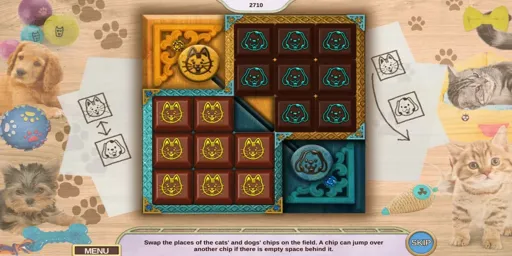 2710
Swap the places of the cats' and dogs' chips on the field. A chip can jump over
another chip if there is empty space behind it.
MENU
SKIP